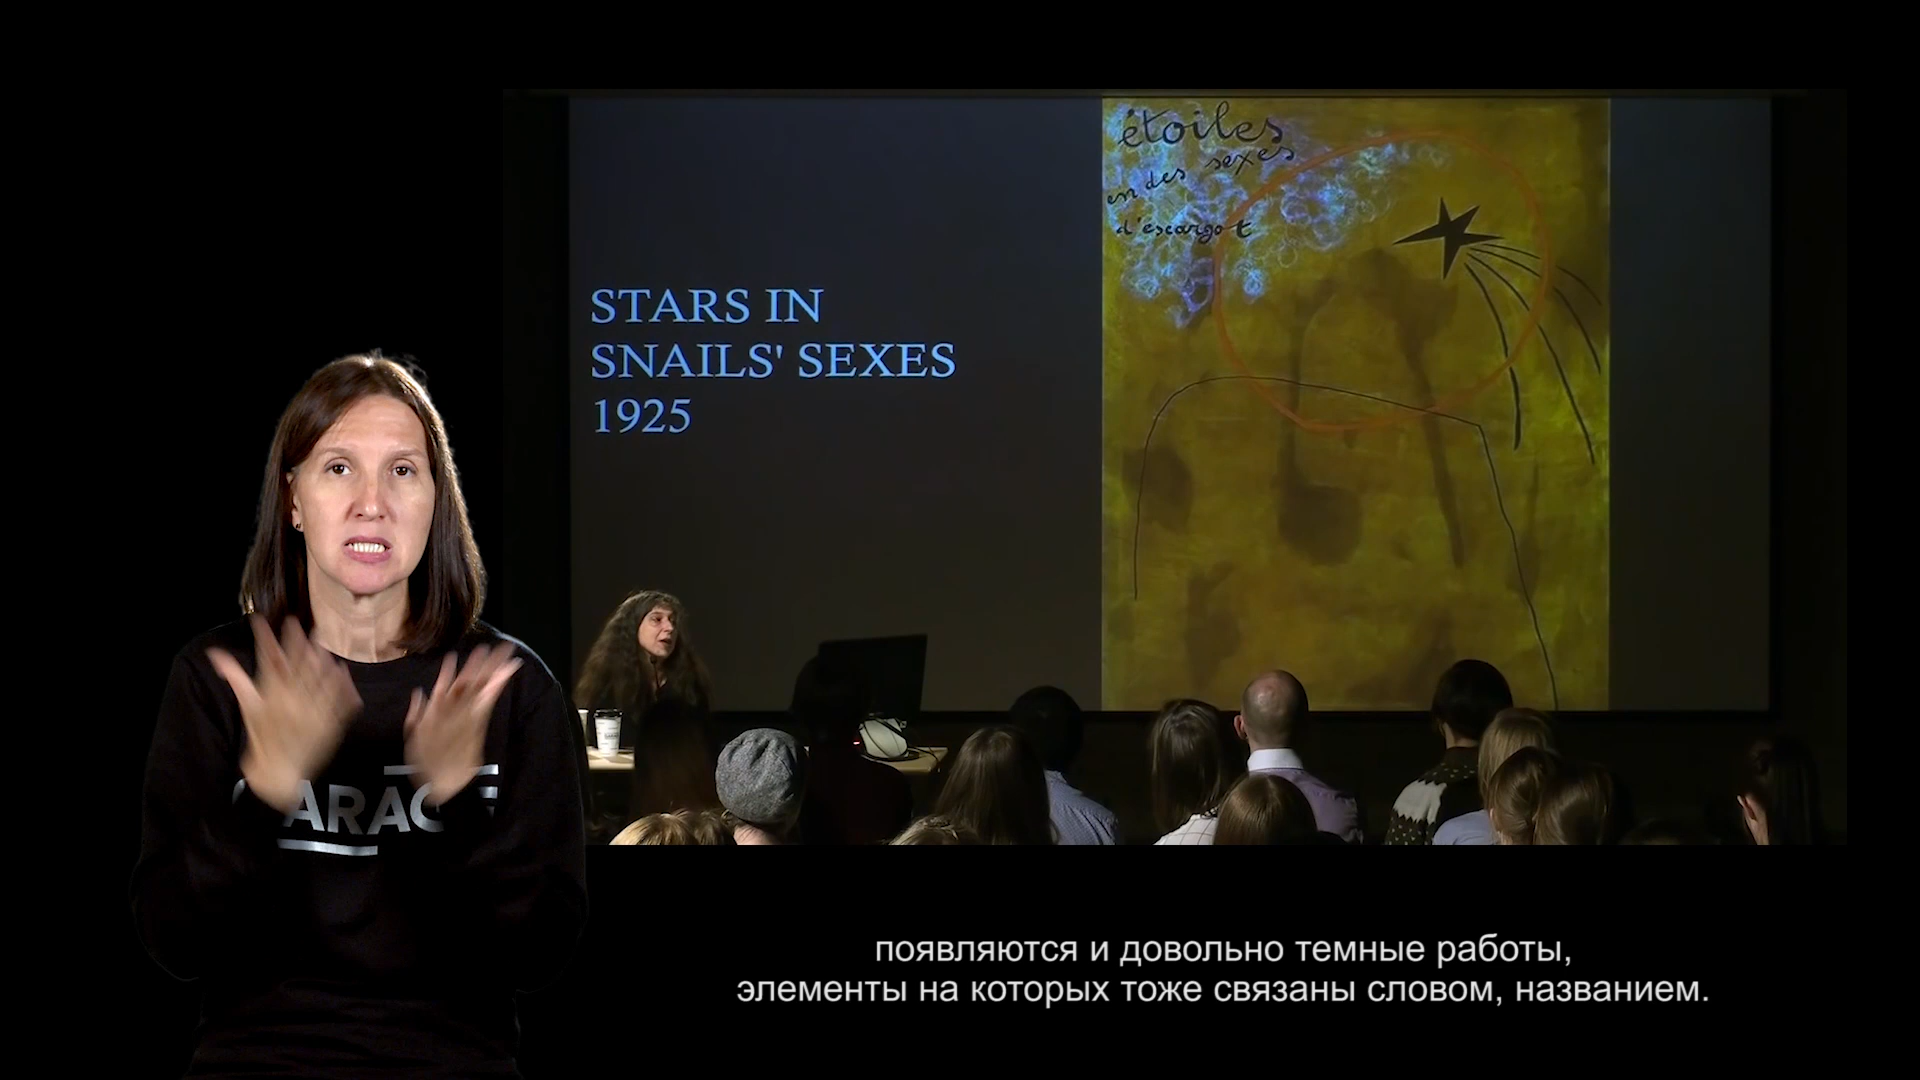 STARS IN
SNAILS' SEXES
1925
étoiles
en des sexes
d'escargot
GARAGE
появляются и довольно темные работы,
элементы на которых тоже связаны словом, названием.